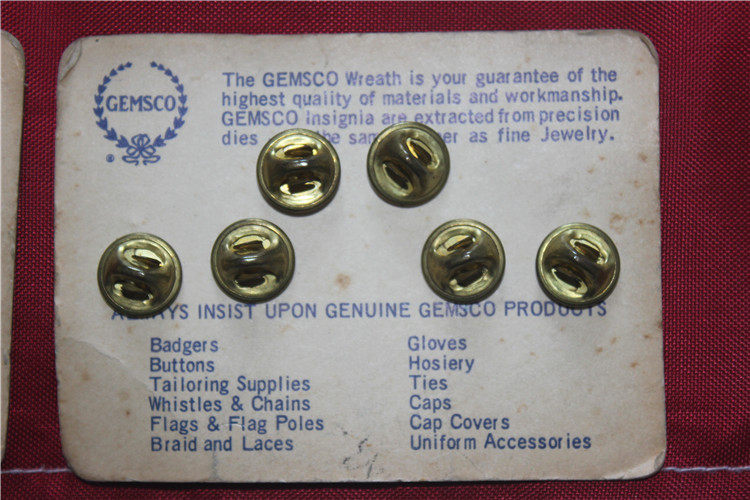 GEMSCO
®
The GEMSCO Wreath is your guarantee of the
highest quality of materials and workmanship.
GEMSCO Insignia are extracted from precision
dies the as fine Jewelry.
ALWAYS INSIST UPON GENUINE GEMSCO PRODUCTS
Badgers
Buttons
Tailoring Supplies
Whistles & Chains
Flags & Flag Poles
Braid and Laces
Gloves
Hosiery
Ties
Caps
Cap Covers
Uniform Accessories